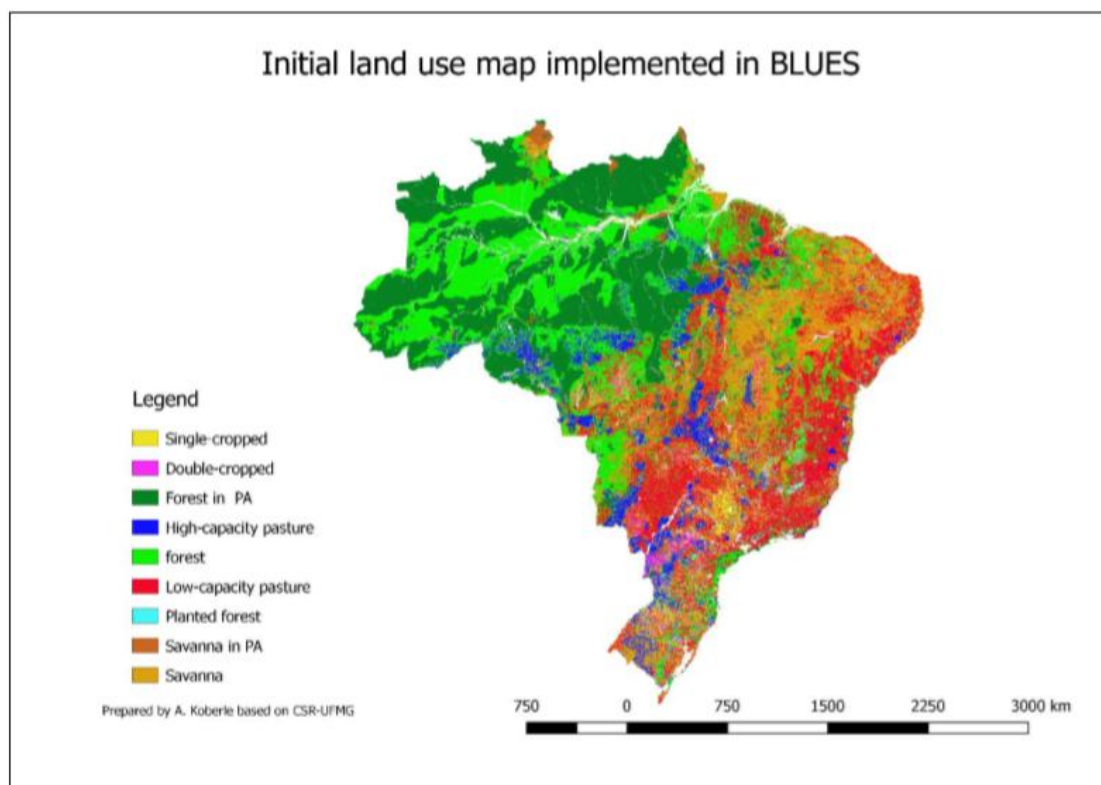 Initial land use map implemented in BLUES
Legend
Single-cropped
Double-cropped
Forest in PA
High-capacity pasture
forest
Low-capacity pasture
Planted forest
Savanna in PA
Savanna
Prepared by A. Koberle based on CSR-UFMG
750 0 750 1500 2250 3000 km